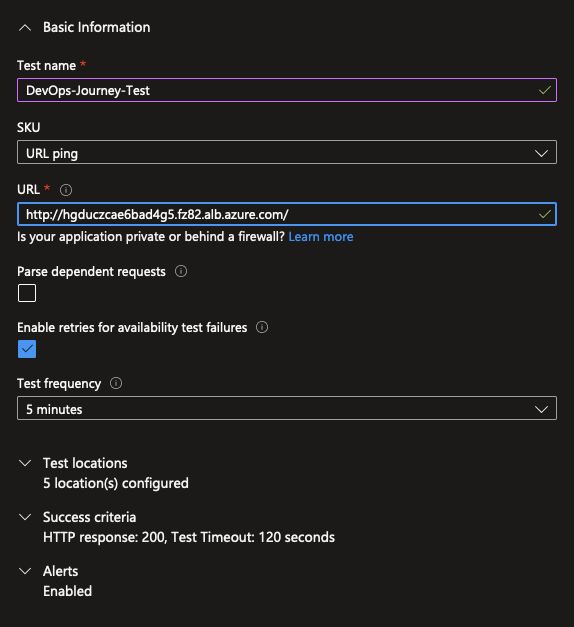 Basic Information
Test name *
DevOps-Journey-Test
SKU
URL ping
URL *
http://hgduczcae6bad4g5.fz82.alb.azure.com/
Is your application private or behind a firewall? Learn more
Parse dependent requests
Enable retries for availability test failures
Test frequency
5 minutes
Test locations
5 location(s) configured
Success criteria
HTTP response: 200, Test Timeout: 120 seconds
Alerts
Enabled